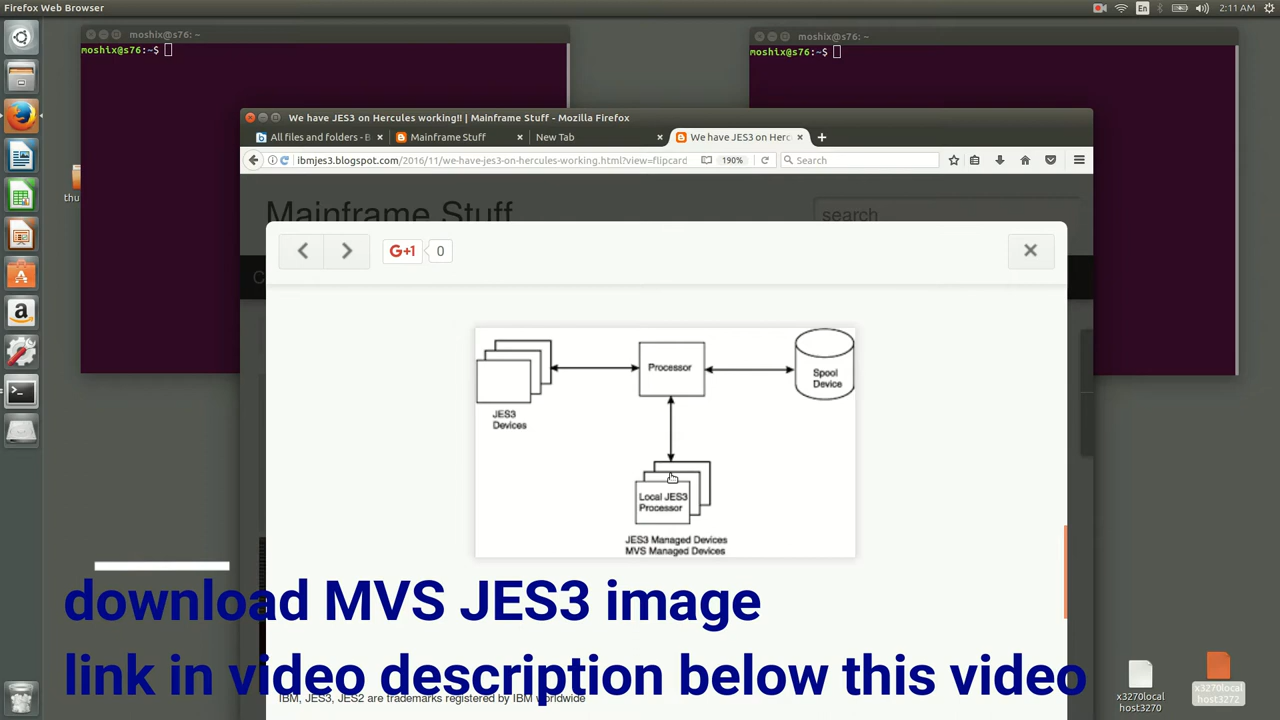 Firefox Web Browser
En
2:11 AM
moshix@s76: ~
moshix@s76: ~
moshix@s76:~$
moshix@s76:~$
We have JES3 on Hercules working!! | Mainframe Stuff - Mozilla Firefox
All files and folders - B
Mainframe Stuff
New Tab
We have JES3 on Herc
ibmjes3.blogspot.com/2016/11/we-have-jes3-on-hercules-working.html?view=flipcard
190%
Search
thu
Mainframe Stuff
search
G+1
0
C
Processor
Spool
Device
JES3
Devices
Local JES3
Processor
JES3 Managed Devices
MVS Managed Devices
download MVS JES3 image
link in video description below this video
IBM, JES3, JES2 are trademarks registered by IBM worldwide
x3270local
host3270
x3270local
host3272